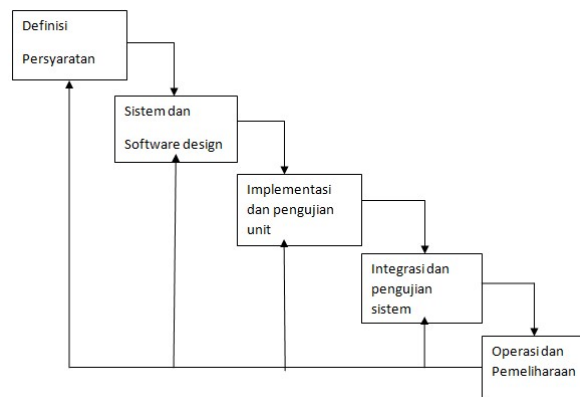 Definisi
Persyaratan
Sistem dan
Software design
Implementasi
dan pengujian
unit
Integrasi dan
pengujian
sistem
Operasi dan
Pemeliharaan